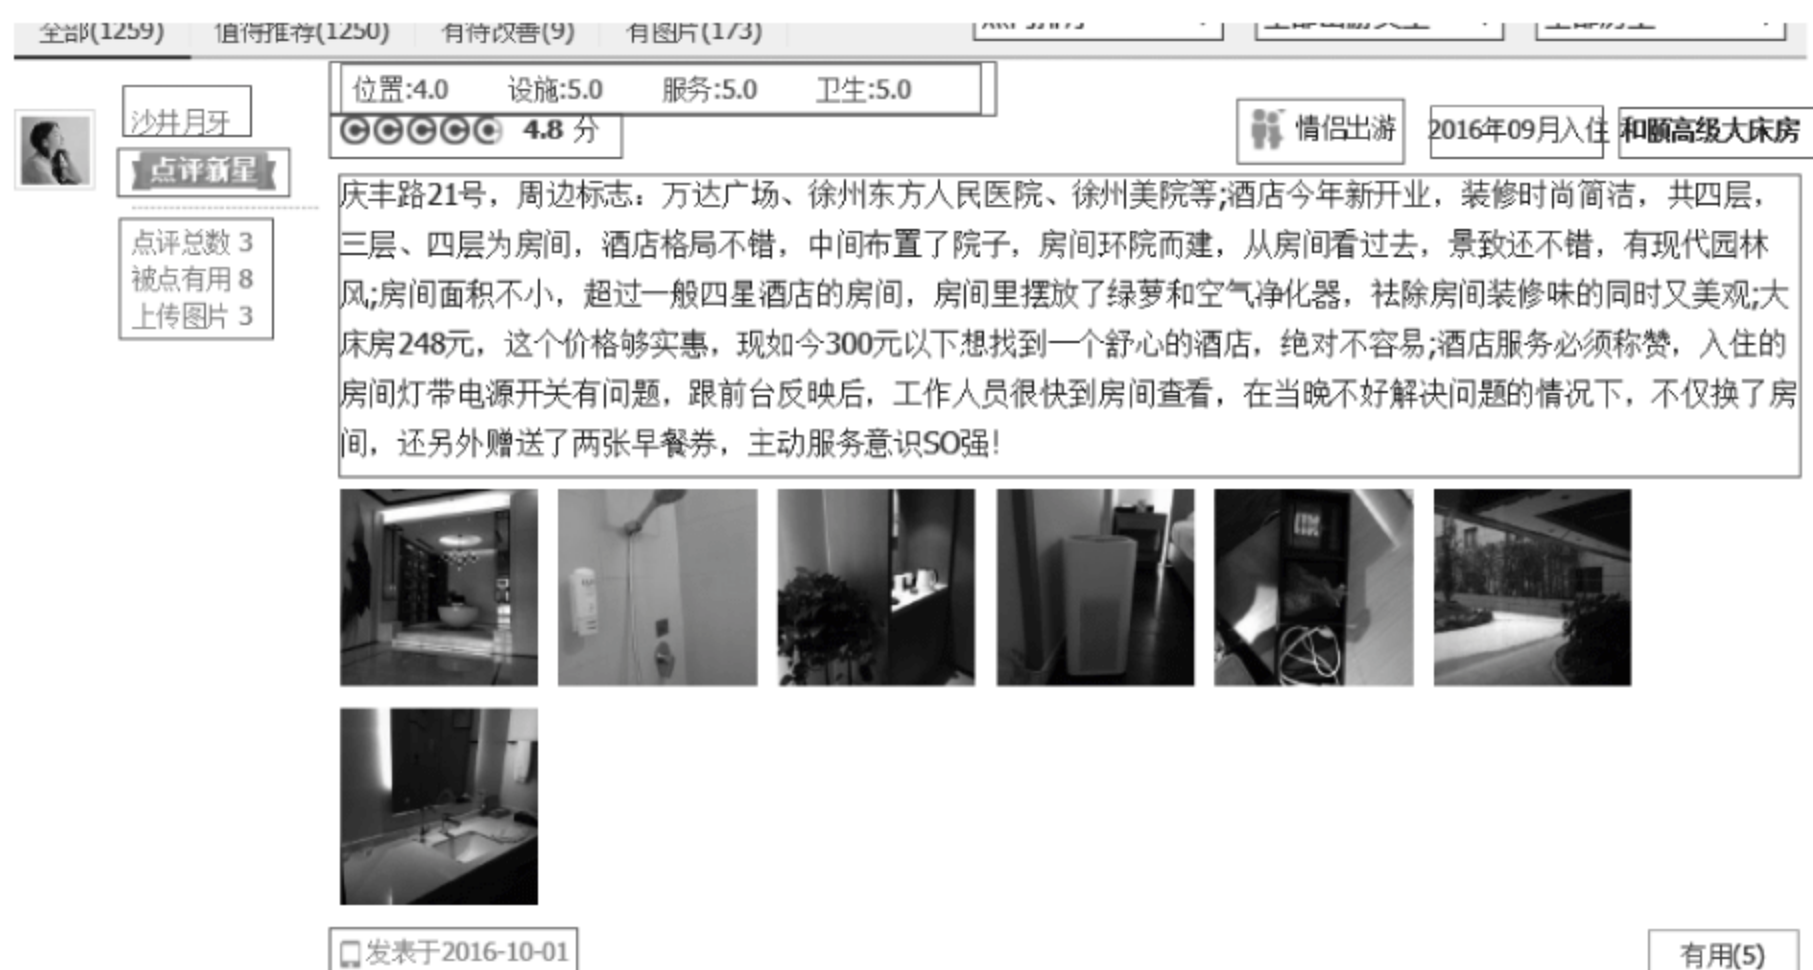 全部(1259) 值得推荐(1250) 有待改善(9) 有图片(173)
位置:4.0 设施:5.0 服务:5.0 卫生:5.0
沙井月牙
4.8 分
情侣出游
2016年09月入住
和颐高级大床房
点评新星
点评总数 3
被点有用 8
上传图片 3
庆丰路21号，周边标志：万达广场、徐州东方人民医院、徐州美院等;酒店今年新开业，装修时尚简洁，共四层，
三层、四层为房间，酒店格局不错，中间布置了院子，房间环院而建，从房间看过去，景致还不错，有现代园林
风;房间面积不小，超过一般四星酒店的房间，房间里摆放了绿萝和空气净化器，祛除房间装修味的同时又美观;大
床房248元，这个价格够实惠，现如今300元以下想找到一个舒心的酒店，绝对不容易;酒店服务必须称赞，入住的
房间灯带电源开关有问题，跟前台反映后，工作人员很快到房间查看，在当晚不好解决问题的情况下，不仅换了房
间，还另外赠送了两张早餐券，主动服务意识SO强！
发表于2016-10-01
有用(5)